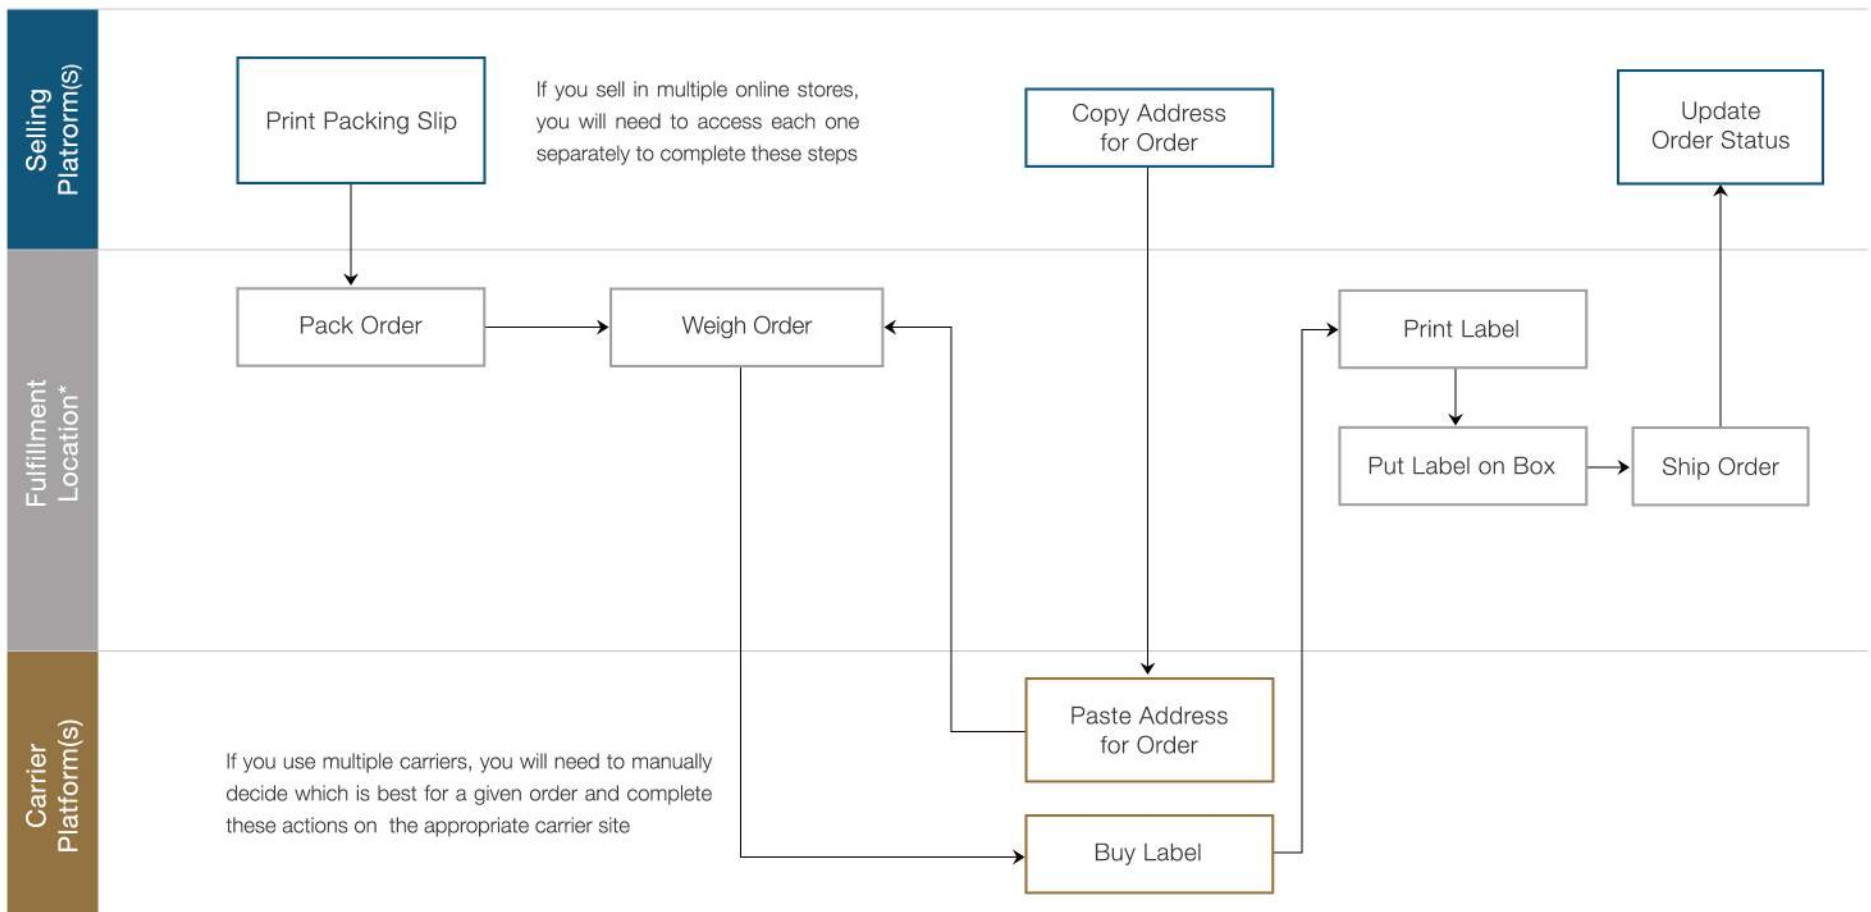 Selling
Platrorm(s)
Print Packing Slip
If you sell in multiple online stores,
you will need to access each one
separately to complete these steps
Copy Address
for Order
Update
Order Status
Fulfillment
Location*
Pack Order
Weigh Order
Print Label
Put Label on Box
Ship Order
Carrier
Platform(s)
If you use multiple carriers, you will need to manually
decide which is best for a given order and complete
these actions on the appropriate carrier site
Paste Address
for Order
Buy Label